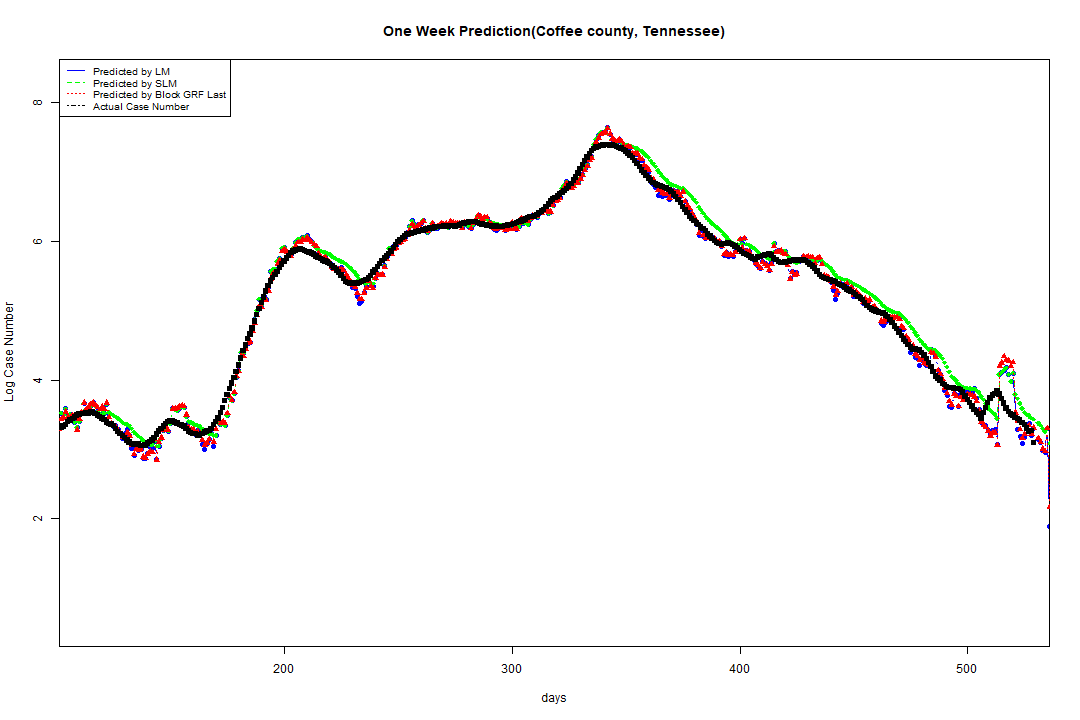 One Week Prediction(Coffee county, Tennessee)
Predicted by LM
Predicted by SLM
Predicted by Block GRF Last
Actual Case Number
8
6
4
2
Log Case Number
200 300 400 500
days